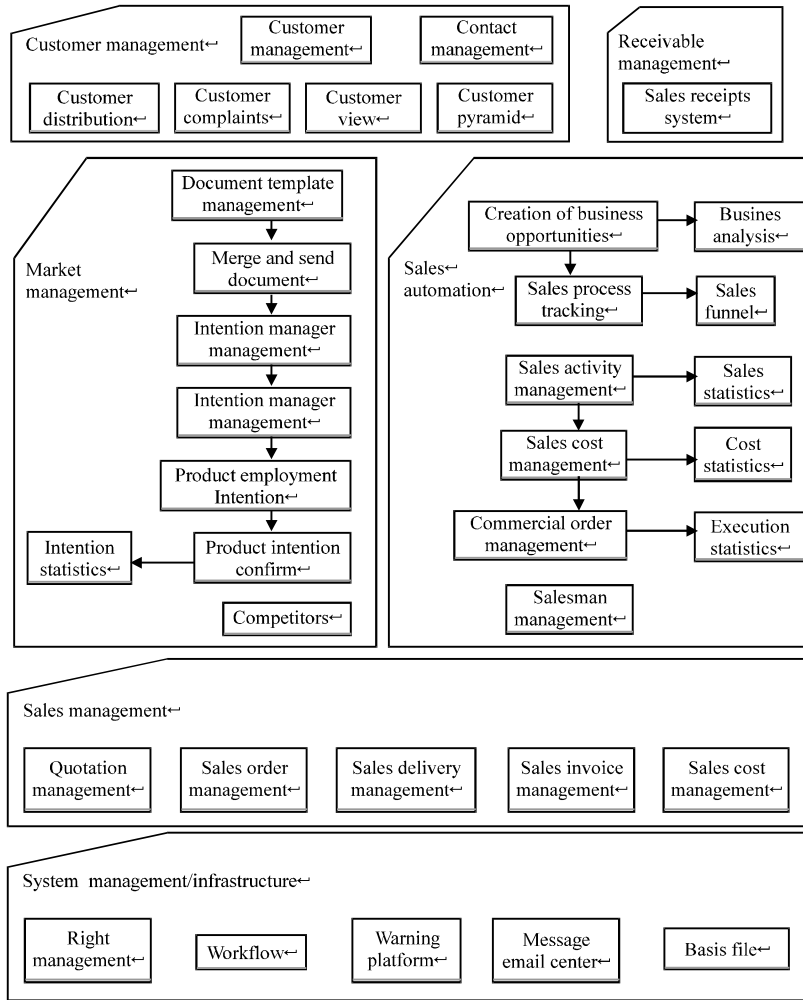 Customer management↵
Customer
management↵
Contact
management↵
Customer
distribution↵
Customer
complaints↵
Customer
view↵
Customer
pyramid↵
Receivable
management↵
Sales receipts
system↵
Market
management↵
Document template
management↵
Merge and send
document↵
Intention manager
management↵
Intention manager
management↵
Product employment
Intention↵
Product intention
confirm↵
Intention
statistics↵
Competitors↵
Sales↵
automation↵
Creation of business
opportunities↵
Busines
analysis↵
Sales process
tracking↵
Sales
funnel↵
Sales activity
management↵
Sales
statistics↵
Sales cost
management↵
Cost
statistics↵
Commercial order
management↵
Execution
statistics↵
Salesman
management↵
Sales management↵
Quotation
management↵
Sales order
management↵
Sales delivery
management↵
Sales invoice
management↵
Sales cost
management↵
System management/infrastructure↵
Right
management↵
Workflow↵
Warning
platform↵
Message
email center↵
Basis file↵